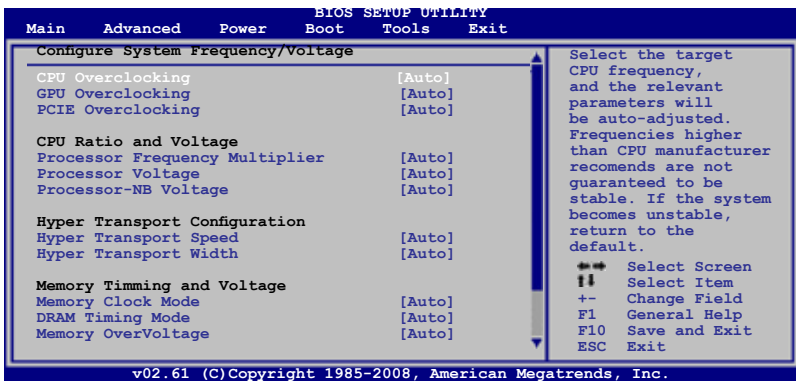 BIOS SETUP UTILITY
Main Advanced Power Boot Tools Exit
Configure System Frequency/Voltage
CPU Overclocking [Auto]
GPU Overclocking [Auto]
PCIE Overclocking [Auto]
CPU Ratio and Voltage
Processor Frequency Multiplier [Auto]
Processor Voltage [Auto]
Processor-NB Voltage [Auto]
Hyper Transport Configuration
Hyper Transport Speed [Auto]
Hyper Transport Width [Auto]
Memory Timming and Voltage
Memory Clock Mode [Auto]
DRAM Timing Mode [Auto]
Memory OverVoltage [Auto]
Select the target
CPU frequency,
and the relevant
parameters will
be auto-adjusted.
Frequencies higher
than CPU manufacturer
recomends are not
guaranteed to be
stable. If the system
becomes unstable,
return to the
default.
Select Screen
Select Item
+- Change Field
F1 General Help
F10 Save and Exit
ESC Exit
v02.61 (C)Copyright 1985-2008, American Megatrends, Inc.